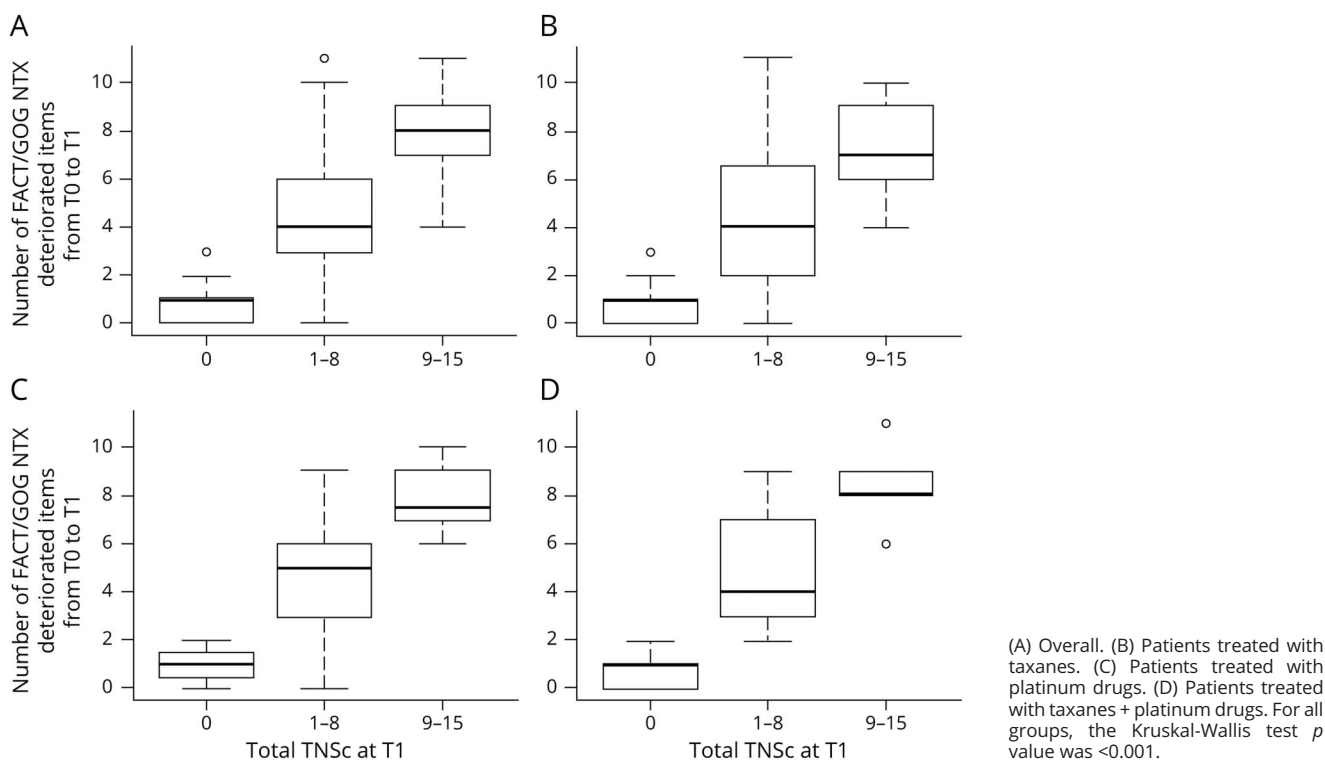 A
Number of FACT/GOG NTX
deteriorated items
from T0 to T1
10
8
6
4
2
0
0
1–8
9–15
B
10
8
6
4
2
0
0
1–8
9–15
C
Number of FACT/GOG NTX
deteriorated items
from T0 to T1
10
8
6
4
2
0
0
1–8
9–15
Total TNSc at T1
D
10
8
6
4
2
0
0
1–8
9–15
Total TNSc at T1
(A) Overall. (B) Patients treated with
taxanes. (C) Patients treated with
platinum drugs. (D) Patients treated
with taxanes + platinum drugs. For all
groups, the Kruskal-Wallis test p
value was <0.001.